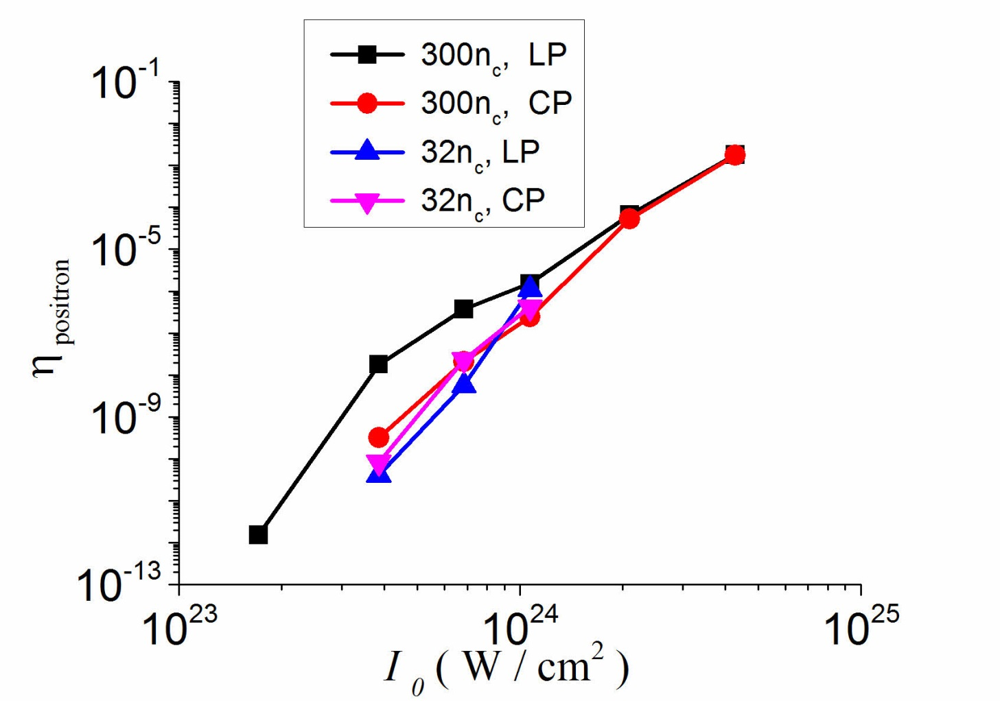 300n_c, LP
300n_c, CP
32n_c, LP
32n_c, CP
10^-1
10^-5
10^-9
10^-13
η positron
10^23 10^24 10^25
I_0 ( W / cm^2 )